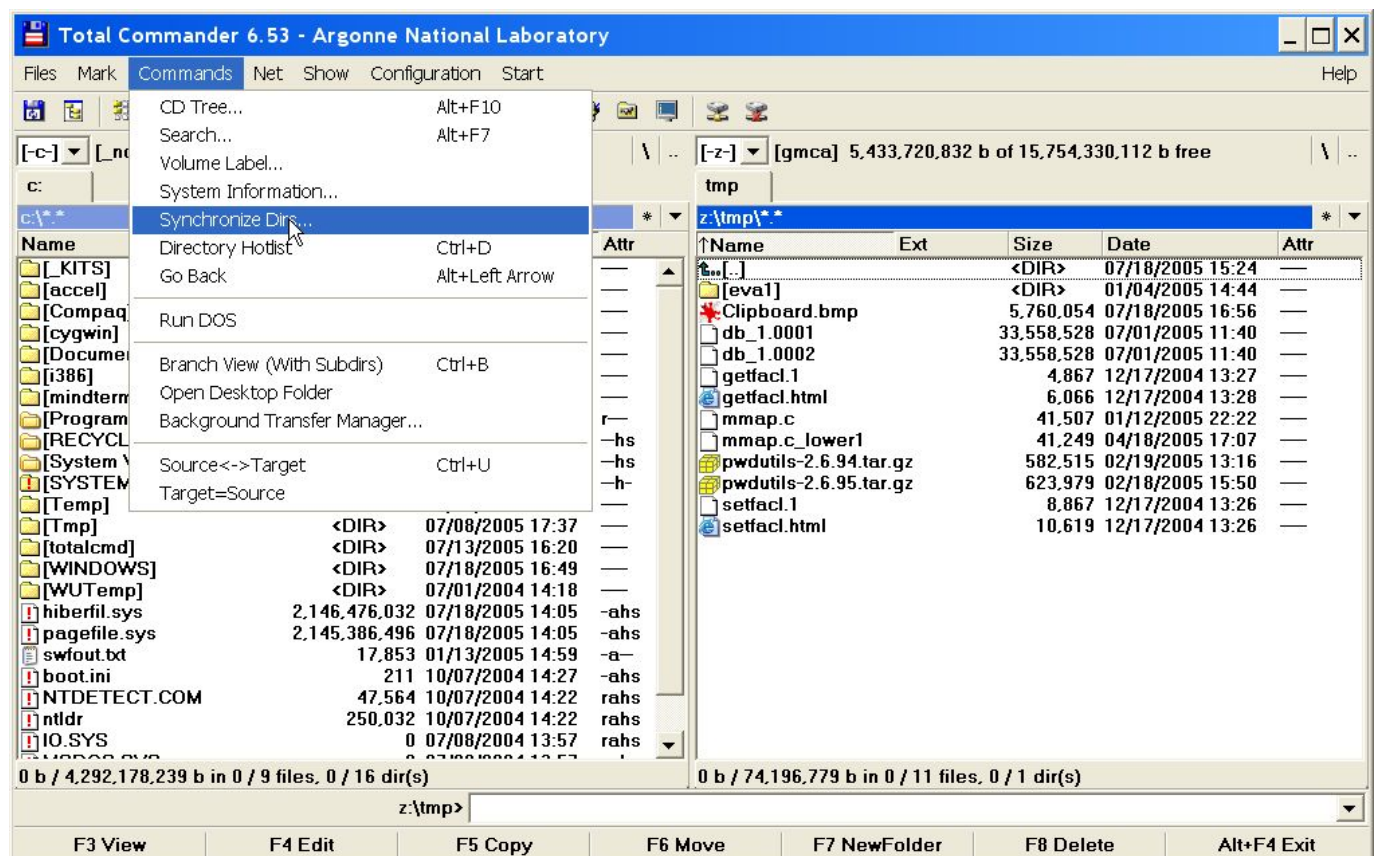 Total Commander 6.53 - Argonne National Laboratory
Files Mark Commands Net Show Configuration Start Help
CD Tree... Alt+F10
Search... Alt+F7
Volume Label...
System Information...
Synchronize Dirs...
Directory Hotlist Ctrl+D
Go Back Alt+Left Arrow
Run DOS
Branch View (With Subdirs) Ctrl+B
Open Desktop Folder
Background Transfer Manager...
Source<->Target Ctrl+U
Target=Source
[-c-] \ ..
c:
c:\*.* * ▼
Name Attr
[_KITS] —
[accel] —
[Compaq] —
[cygwin] —
—
[i386] —
—
r—
—hs
—hs
—h-
[Temp] —
[Tmp] <DIR> 07/08/2005 17:37 —
[totalcmd] <DIR> 07/13/2005 16:20 —
[WINDOWS] <DIR> 07/18/2005 16:49 —
[WUTemp] <DIR> 07/01/2004 14:18 —
hiberfil.sys 2,146,476,032 07/18/2005 14:05 -ahs
pagefile.sys 2,145,386,496 07/18/2005 14:05 -ahs
swfout.txt 17,853 01/13/2005 14:59 -a—
boot.ini 211 10/07/2004 14:27 -ahs
NTDETECT.COM 47,564 10/07/2004 14:22 rahs
ntldr 250,032 10/07/2004 14:22 rahs
IO.SYS 0 07/08/2004 13:57 rahs
0 b / 4,292,178,239 b in 0 / 9 files, 0 / 16 dir(s)
[-z-] [gmca] 5,433,720,832 b of 15,754,330,112 b free \ ..
tmp
z:\tmp\*.* * ▼
↑Name Ext Size Date Attr
[..] <DIR> 07/18/2005 15:24 —
[eva1] <DIR> 01/04/2005 14:44 —
Clipboard.bmp 5,760,054 07/18/2005 16:56 —
db_1.0001 33,558,528 07/01/2005 11:40 —
db_1.0002 33,558,528 07/01/2005 11:40 —
getfacl.1 4,867 12/17/2004 13:27 —
getfacl.html 6,066 12/17/2004 13:28 —
mmap.c 41,507 01/12/2005 22:22 —
mmap.c_lower1 41,249 04/18/2005 17:07 —
pwdutils-2.6.94.tar.gz 582,515 02/19/2005 13:16 —
pwdutils-2.6.95.tar.gz 623,979 02/18/2005 15:50 —
setfacl.1 8,867 12/17/2004 13:26 —
setfacl.html 10,619 12/17/2004 13:26 —
0 b / 74,196,779 b in 0 / 11 files, 0 / 1 dir(s)
z:\tmp>
F3 View F4 Edit F5 Copy F6 Move F7 NewFolder F8 Delete Alt+F4 Exit